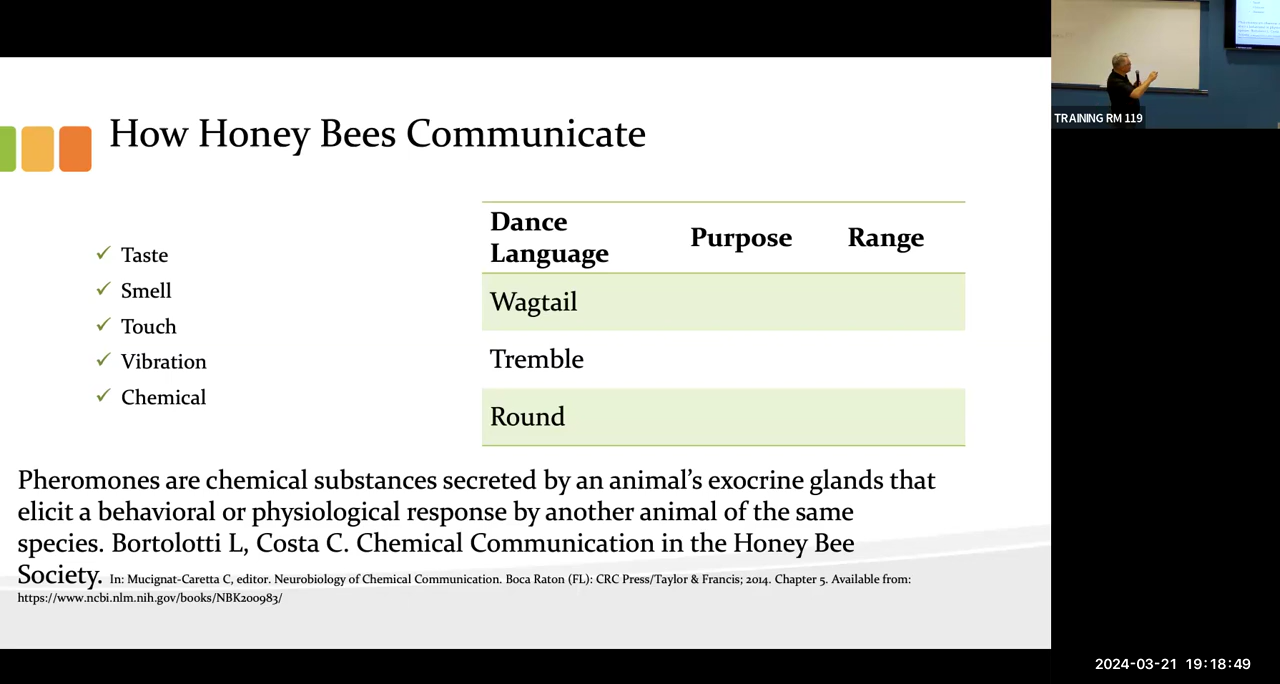 How Honey Bees Communicate
✓ Taste
✓ Smell
✓ Touch
✓ Vibration
✓ Chemical
Dance Language Purpose Range
Wagtail
Tremble
Round
Pheromones are chemical substances secreted by an animal's exocrine glands that
elicit a behavioral or physiological response by another animal of the same
species. Bortolotti L, Costa C. Chemical Communication in the Honey Bee
Society. In: Mucignat-Caretta C, editor. Neurobiology of Chemical Communication. Boca Raton (FL): CRC Press/Taylor & Francis; 2014. Chapter 5. Available from:
https://www.ncbi.nlm.nih.gov/books/NBK200983/
TRAINING RM 119
2024-03-21 19:18:49